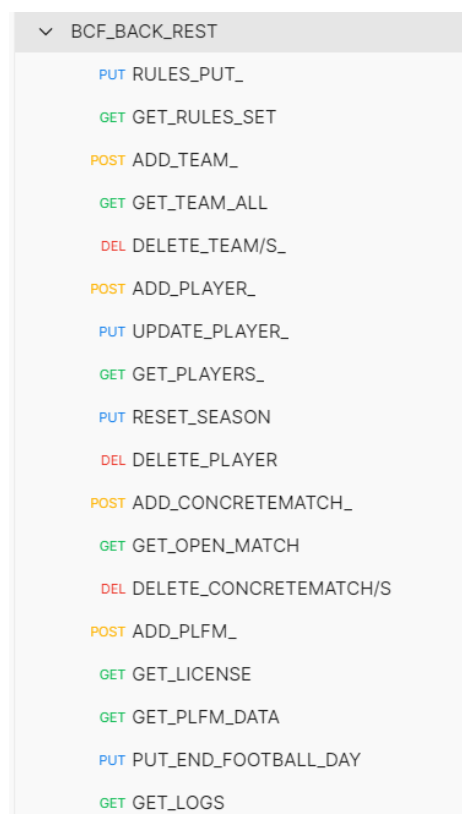 BCF_BACK_REST
PUT RULES_PUT_
GET GET_RULES_SET
POST ADD_TEAM_
GET GET_TEAM_ALL
DEL DELETE_TEAM/S_
POST ADD_PLAYER_
PUT UPDATE_PLAYER_
GET GET_PLAYERS_
PUT RESET_SEASON
DEL DELETE_PLAYER
POST ADD_CONCRETEMATCH_
GET GET_OPEN_MATCH
DEL DELETE_CONCRETEMATCH/S
POST ADD_PLFM_
GET GET_LICENSE
GET GET_PLFM_DATA
PUT PUT_END_FOOTBALL_DAY
GET GET_LOGS